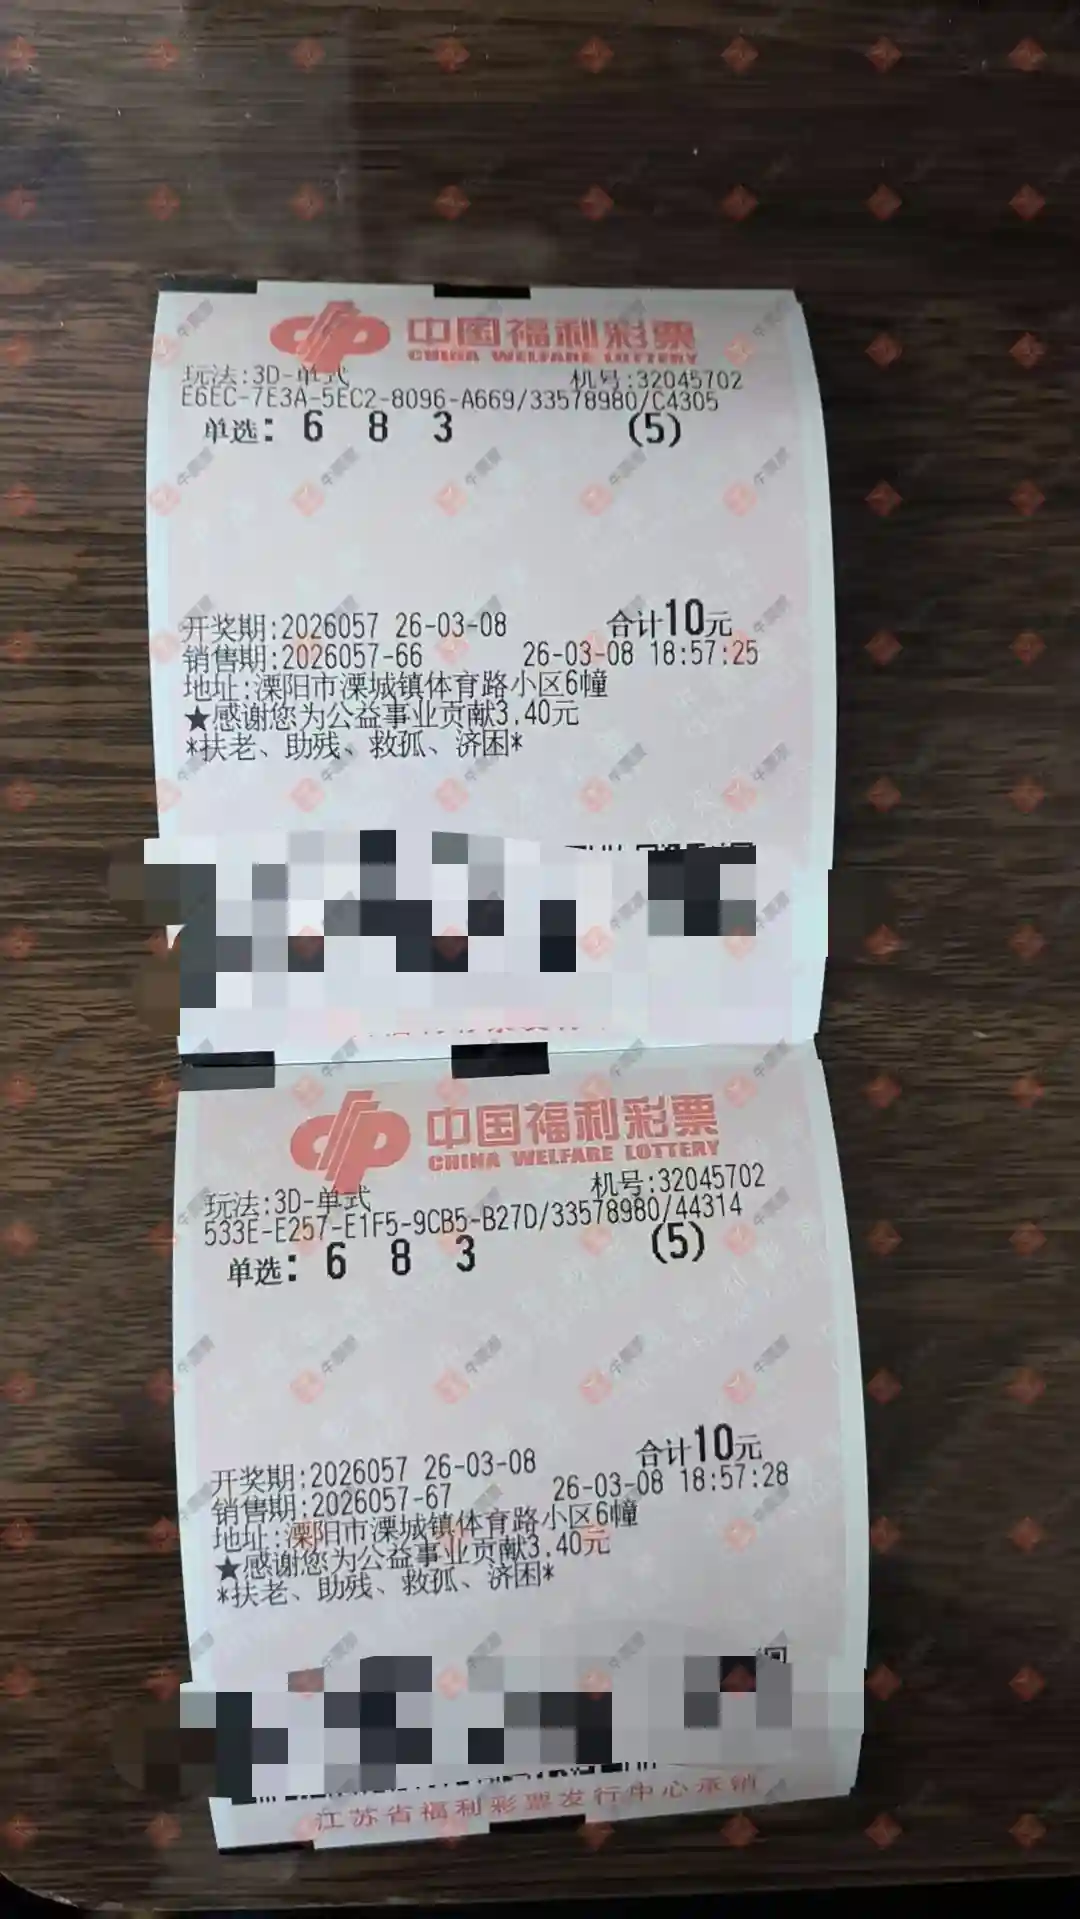 中国福利彩票
CHINA WELFARE LOTTERY
玩法:3D-单式 机号:32045702
E6EC-7E3A-5EC2-8096-A669/33578980/C4305
单选: 6 8 3 (5)
开奖期:2026057 26-03-08 合计10元
销售期:2026057-66 26-03-08 18:57:25
地址:溧阳市溧城镇体育路小区6幢
★感谢您为公益事业贡献3.40元
*扶老、助残、救孤、济困*
中国福利彩票
CHINA WELFARE LOTTERY
玩法:3D-单式 机号:32045702
533E-E257-E1F5-9CB5-B27D/33578980/44314
单选: 6 8 3 (5)
开奖期:2026057 26-03-08 合计10元
销售期:2026057-67 26-03-08 18:57:28
地址:溧阳市溧城镇体育路小区6幢
★感谢您为公益事业贡献3.40元
*扶老、助残、救孤、济困*
江苏省福利彩票发行中心承销